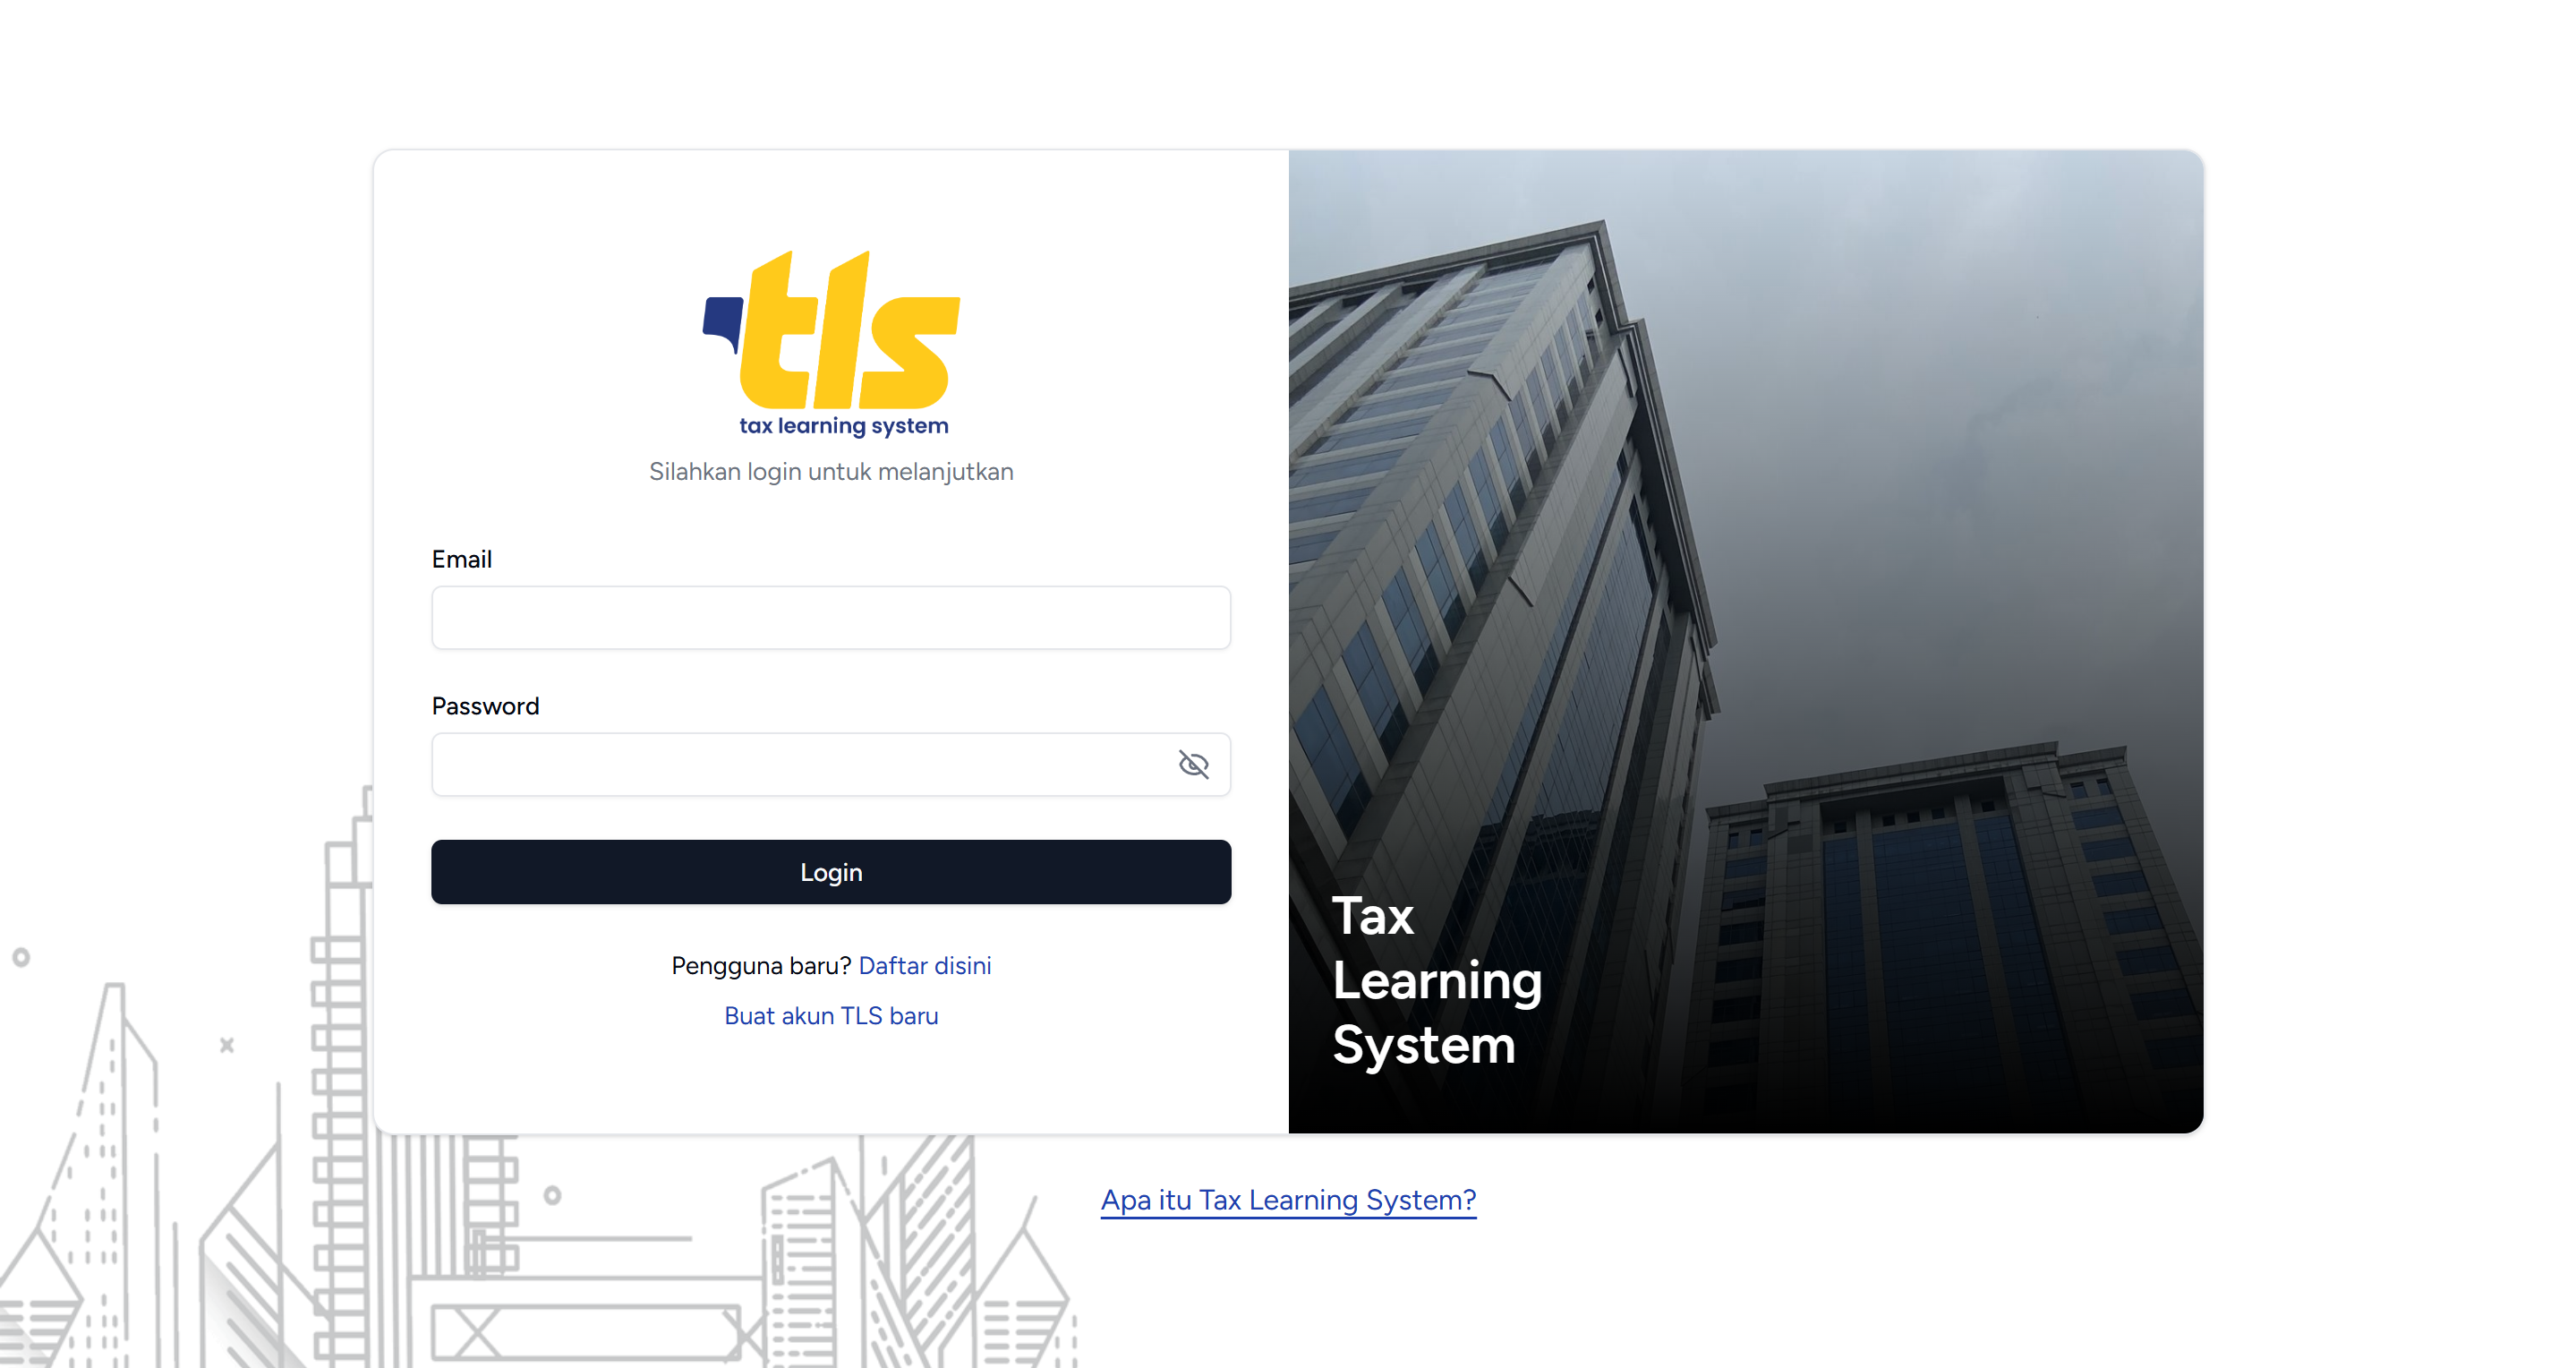 tls
tax learning system
Silahkan login untuk melanjutkan
Email
Password
Login
Pengguna baru? Daftar disini
Buat akun TLS baru
Tax
Learning
System
Apa itu Tax Learning System?